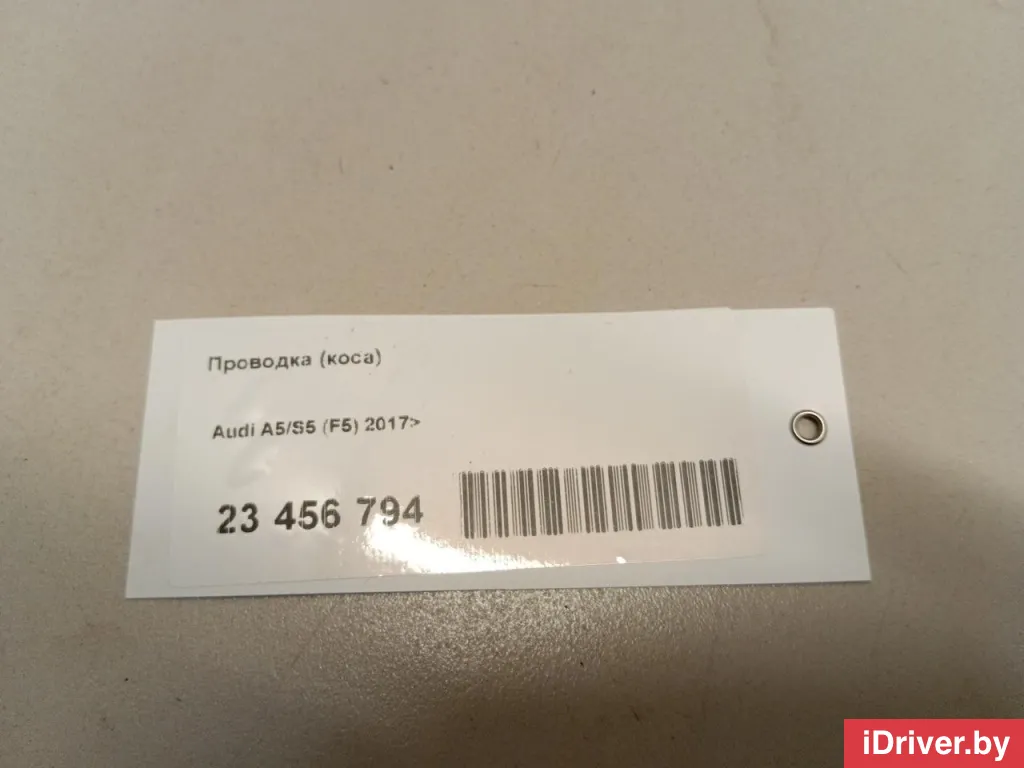 Проводка (коса)
Audi A5/S5 (F5) 2017>
23 456 794
iDriver.by